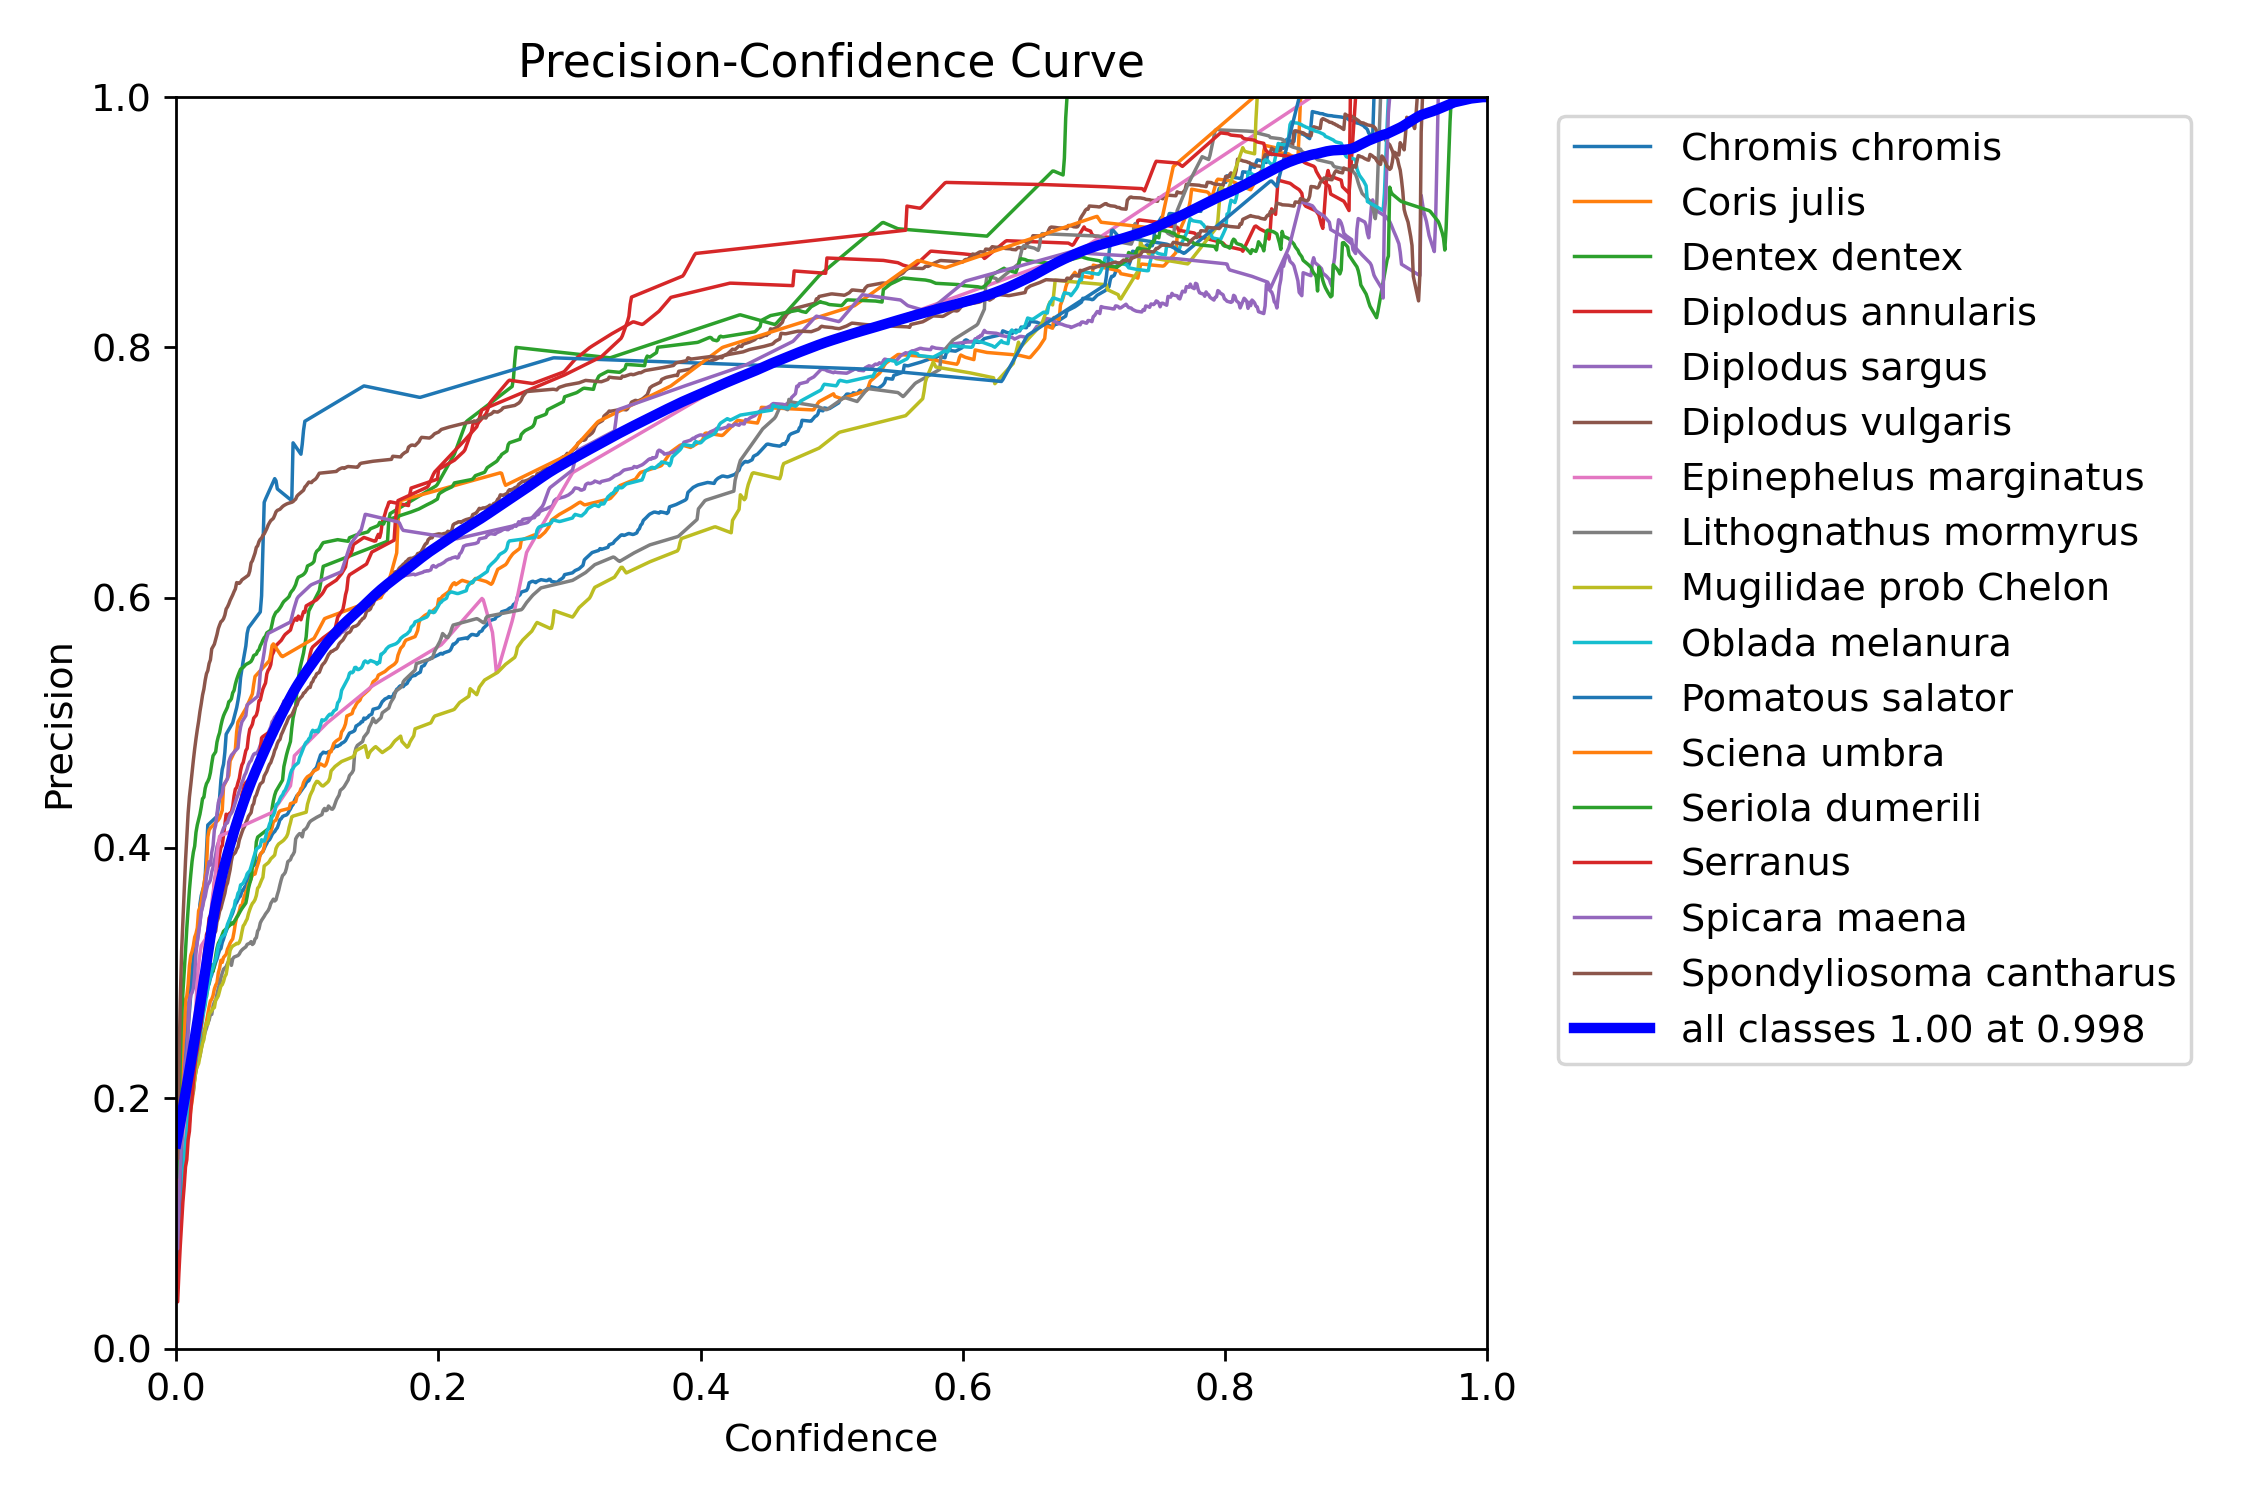 Precision-Confidence Curve
1.0
0.8
0.6
0.4
0.2
0.0
Precision
0.0 0.2 0.4 0.6 0.8 1.0
Confidence
Chromis chromis
Coris julis
Dentex dentex
Diplodus annularis
Diplodus sargus
Diplodus vulgaris
Epinephelus marginatus
Lithognathus mormyrus
Mugilidae prob Chelon
Oblada melanura
Pomatous salator
Sciena umbra
Seriola dumerili
Serranus
Spicara maena
Spondyliosoma cantharus
all classes 1.00 at 0.998